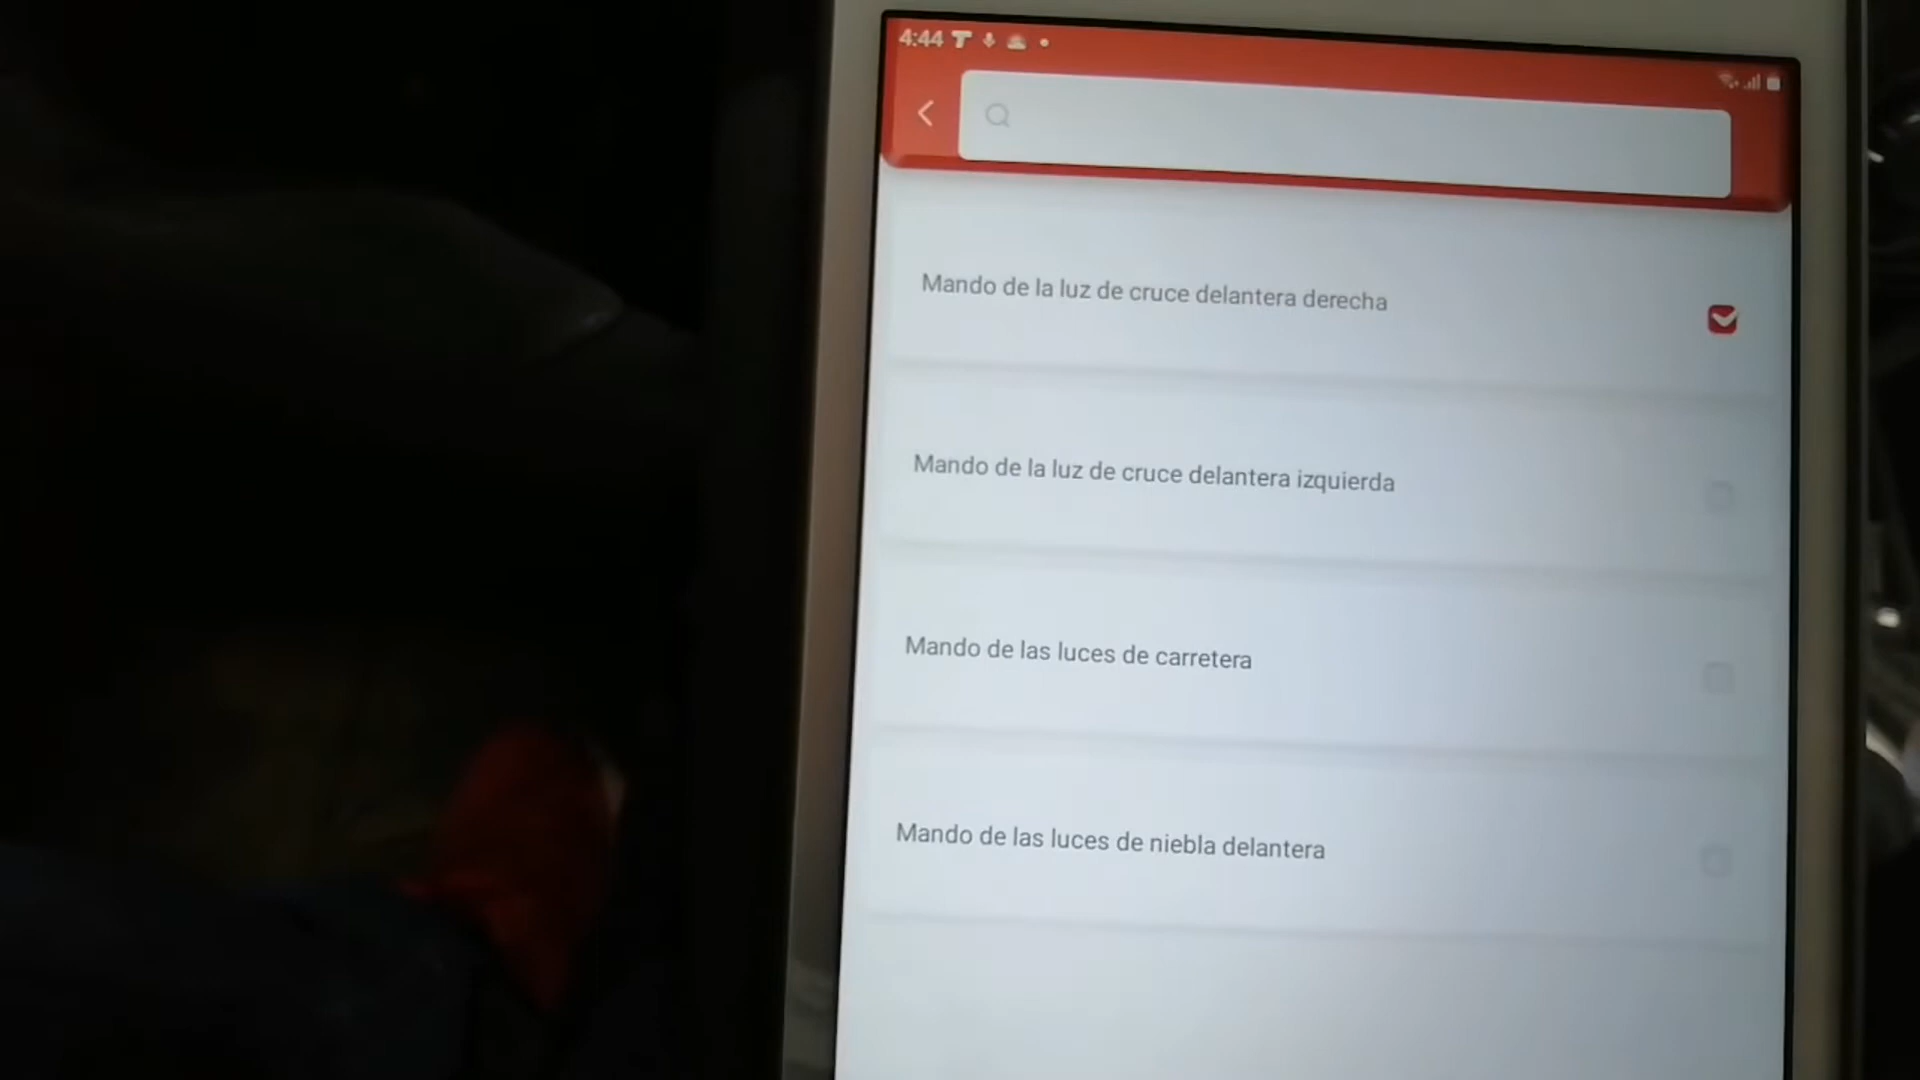 4:44
Mando de la luz de cruce delantera derecha
Mando de la luz de cruce delantera izquierda
Mando de las luces de carretera
Mando de las luces de niebla delantera